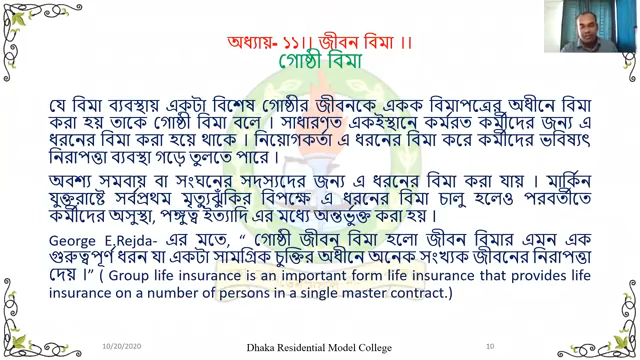 অধ্যায়- ১১।। জীবন বিমা ।।
গোষ্ঠী বিমা
যে বিমা ব্যবস্থায় একটা বিশেষ গোষ্ঠীর জীবনকে একক বিমাপত্রের অধীনে বিমা
করা হয় তাকে গোষ্ঠী বিমা বলে । সাধারণত একইস্থানে কর্মরত কর্মীদের জন্য এ
ধরনের বিমা করা হয়ে থাকে । নিয়োগকর্তা এ ধরনের বিমা করে কর্মীদের ভবিষ্যৎ
নিরাপত্তা ব্যবস্থা গড়ে তুলতে পারে ।
অবশ্য সমবায় বা সংঘনের সদস্যদের জন্য এ ধরনের বিমা করা যায় । মার্কিন
যুক্তরাষ্টে সর্বপ্রথম মৃত্যুঝুঁকির বিপক্ষে এ ধরনের বিমা চালু হলেও পরবর্তীতে
কর্মীদের অসুস্থা, পঙ্গুত্ব ইত্যাদি এর মধ্যে অন্তর্ভুক্ত করা হয় ।
George E,Rejda- এর মতে, “ গোষ্ঠী জীবন বিমা হলো জীবন বিমার এমন এক
গুরুত্বপূর্ণ ধরন যা একটা সামগ্রিক চুক্তির অধীনে অনেক সংখ্যক জীবনের নিরাপত্তা
দেয় ।” ( Group life insurance is an important form life insurance that provides life
insurance on a number of persons in a single master contract.)
10/20/2020 Dhaka Residential Model College 10